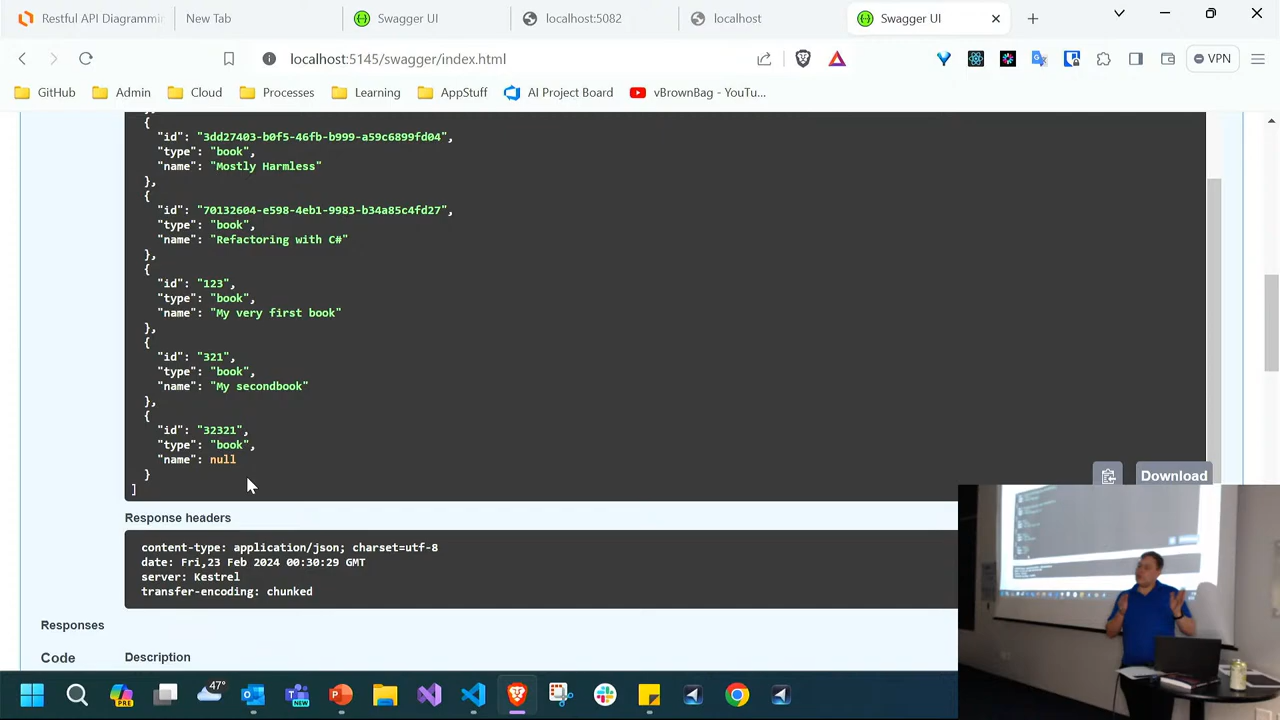 Restful API Diagrammin
New Tab
Swagger UI
localhost:5082
localhost
Swagger UI
localhost:5145/swagger/index.html
VPN
GitHub
Admin
Cloud
Processes
Learning
AppStuff
AI Project Board
vBrownBag - YouTu...
},
{
"id": "3dd27403-b0f5-46fb-b999-a59c6899fd04",
"type": "book",
"name": "Mostly Harmless"
},
{
"id": "70132604-e598-4eb1-9983-b34a85c4fd27",
"type": "book",
"name": "Refactoring with C#"
},
{
"id": "123",
"type": "book",
"name": "My very first book"
},
{
"id": "321",
"type": "book",
"name": "My secondbook"
},
{
"id": "32321",
"type": "book",
"name": null
}
]
Download
Response headers
content-type: application/json; charset=utf-8
date: Fri,23 Feb 2024 00:30:29 GMT
server: Kestrel
transfer-encoding: chunked
Responses
Code
Description
PRE
47°
NEW